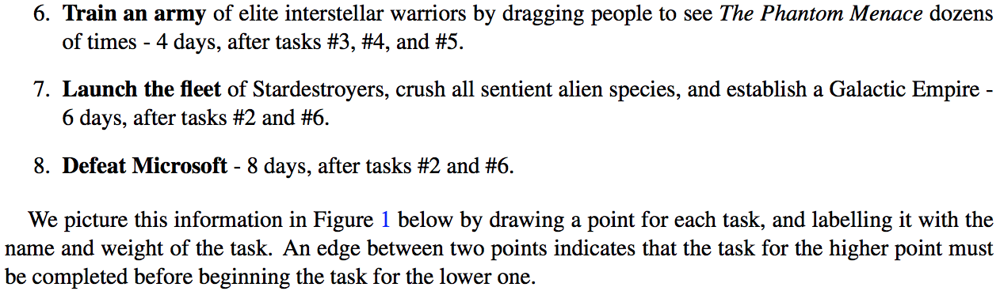 6. Train an army of elite interstellar warriors by dragging people to see The Phantom Menace dozens
of times - 4 days, after tasks #3, #4, and #5.
7. Launch the fleet of Stardestroyers, crush all sentient alien species, and establish a Galactic Empire -
6 days, after tasks #2 and #6.
8. Defeat Microsoft - 8 days, after tasks #2 and #6.
We picture this information in Figure 1 below by drawing a point for each task, and labelling it with the
name and weight of the task. An edge between two points indicates that the task for the higher point must
be completed before beginning the task for the lower one.